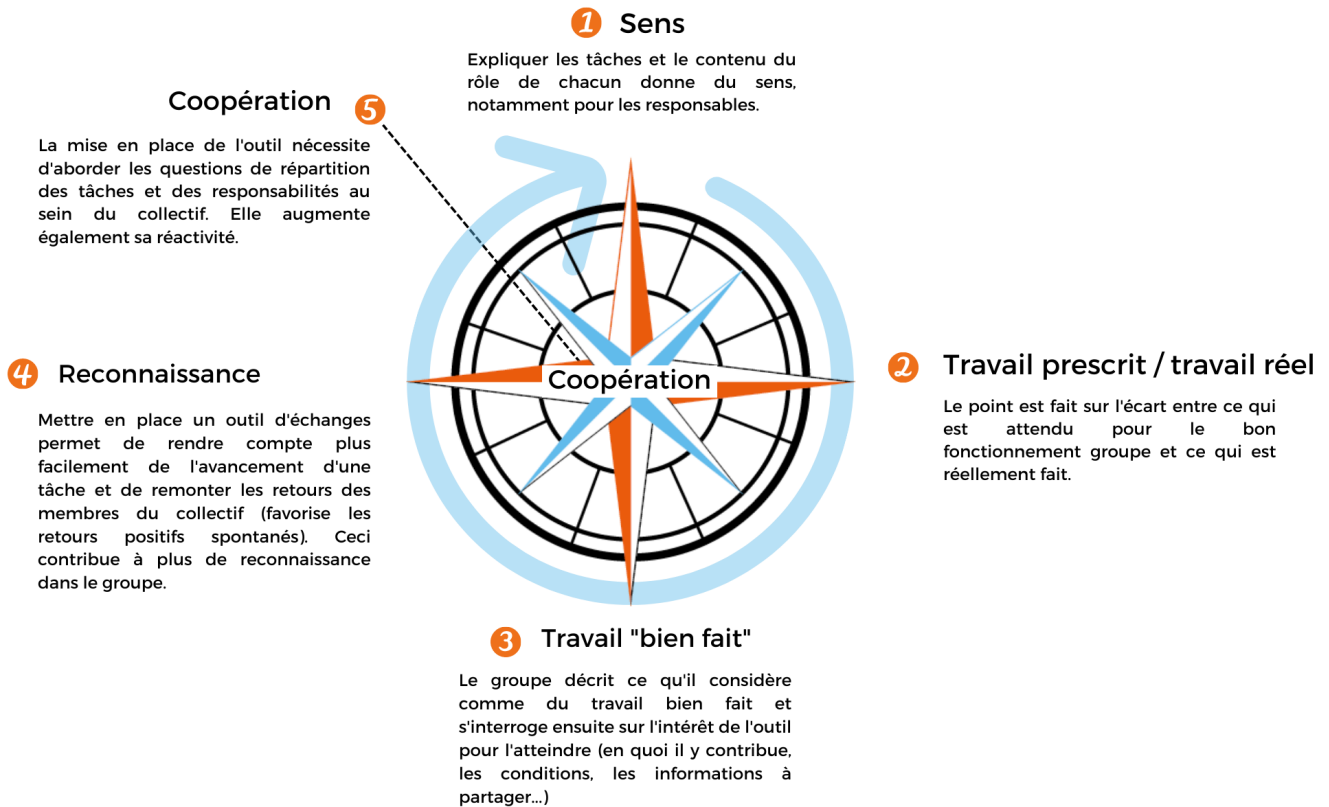 1 Sens
Expliquer les tâches et le contenu du
rôle de chacun donne du sens,
notamment pour les responsables.
Coopération 5
La mise en place de l'outil nécessite
d'aborder les questions de répartition
des tâches et des responsabilités au
sein du collectif. Elle augmente
également sa réactivité.
Coopération
2 Travail prescrit / travail réel
Le point est fait sur l'écart entre ce qui
est attendu pour le bon
fonctionnement groupe et ce qui est
réellement fait.
4 Reconnaissance
Mettre en place un outil d'échanges
permet de rendre compte plus
facilement de l'avancement d'une
tâche et de remonter les retours des
membres du collectif (favorise les
retours positifs spontanés). Ceci
contribue à plus de reconnaissance
dans le groupe.
3 Travail "bien fait"
Le groupe décrit ce qu'il considère
comme du travail bien fait et
s'interroge ensuite sur l'intérêt de l'outil
pour l'atteindre (en quoi il y contribue,
les conditions, les informations à
partager...)